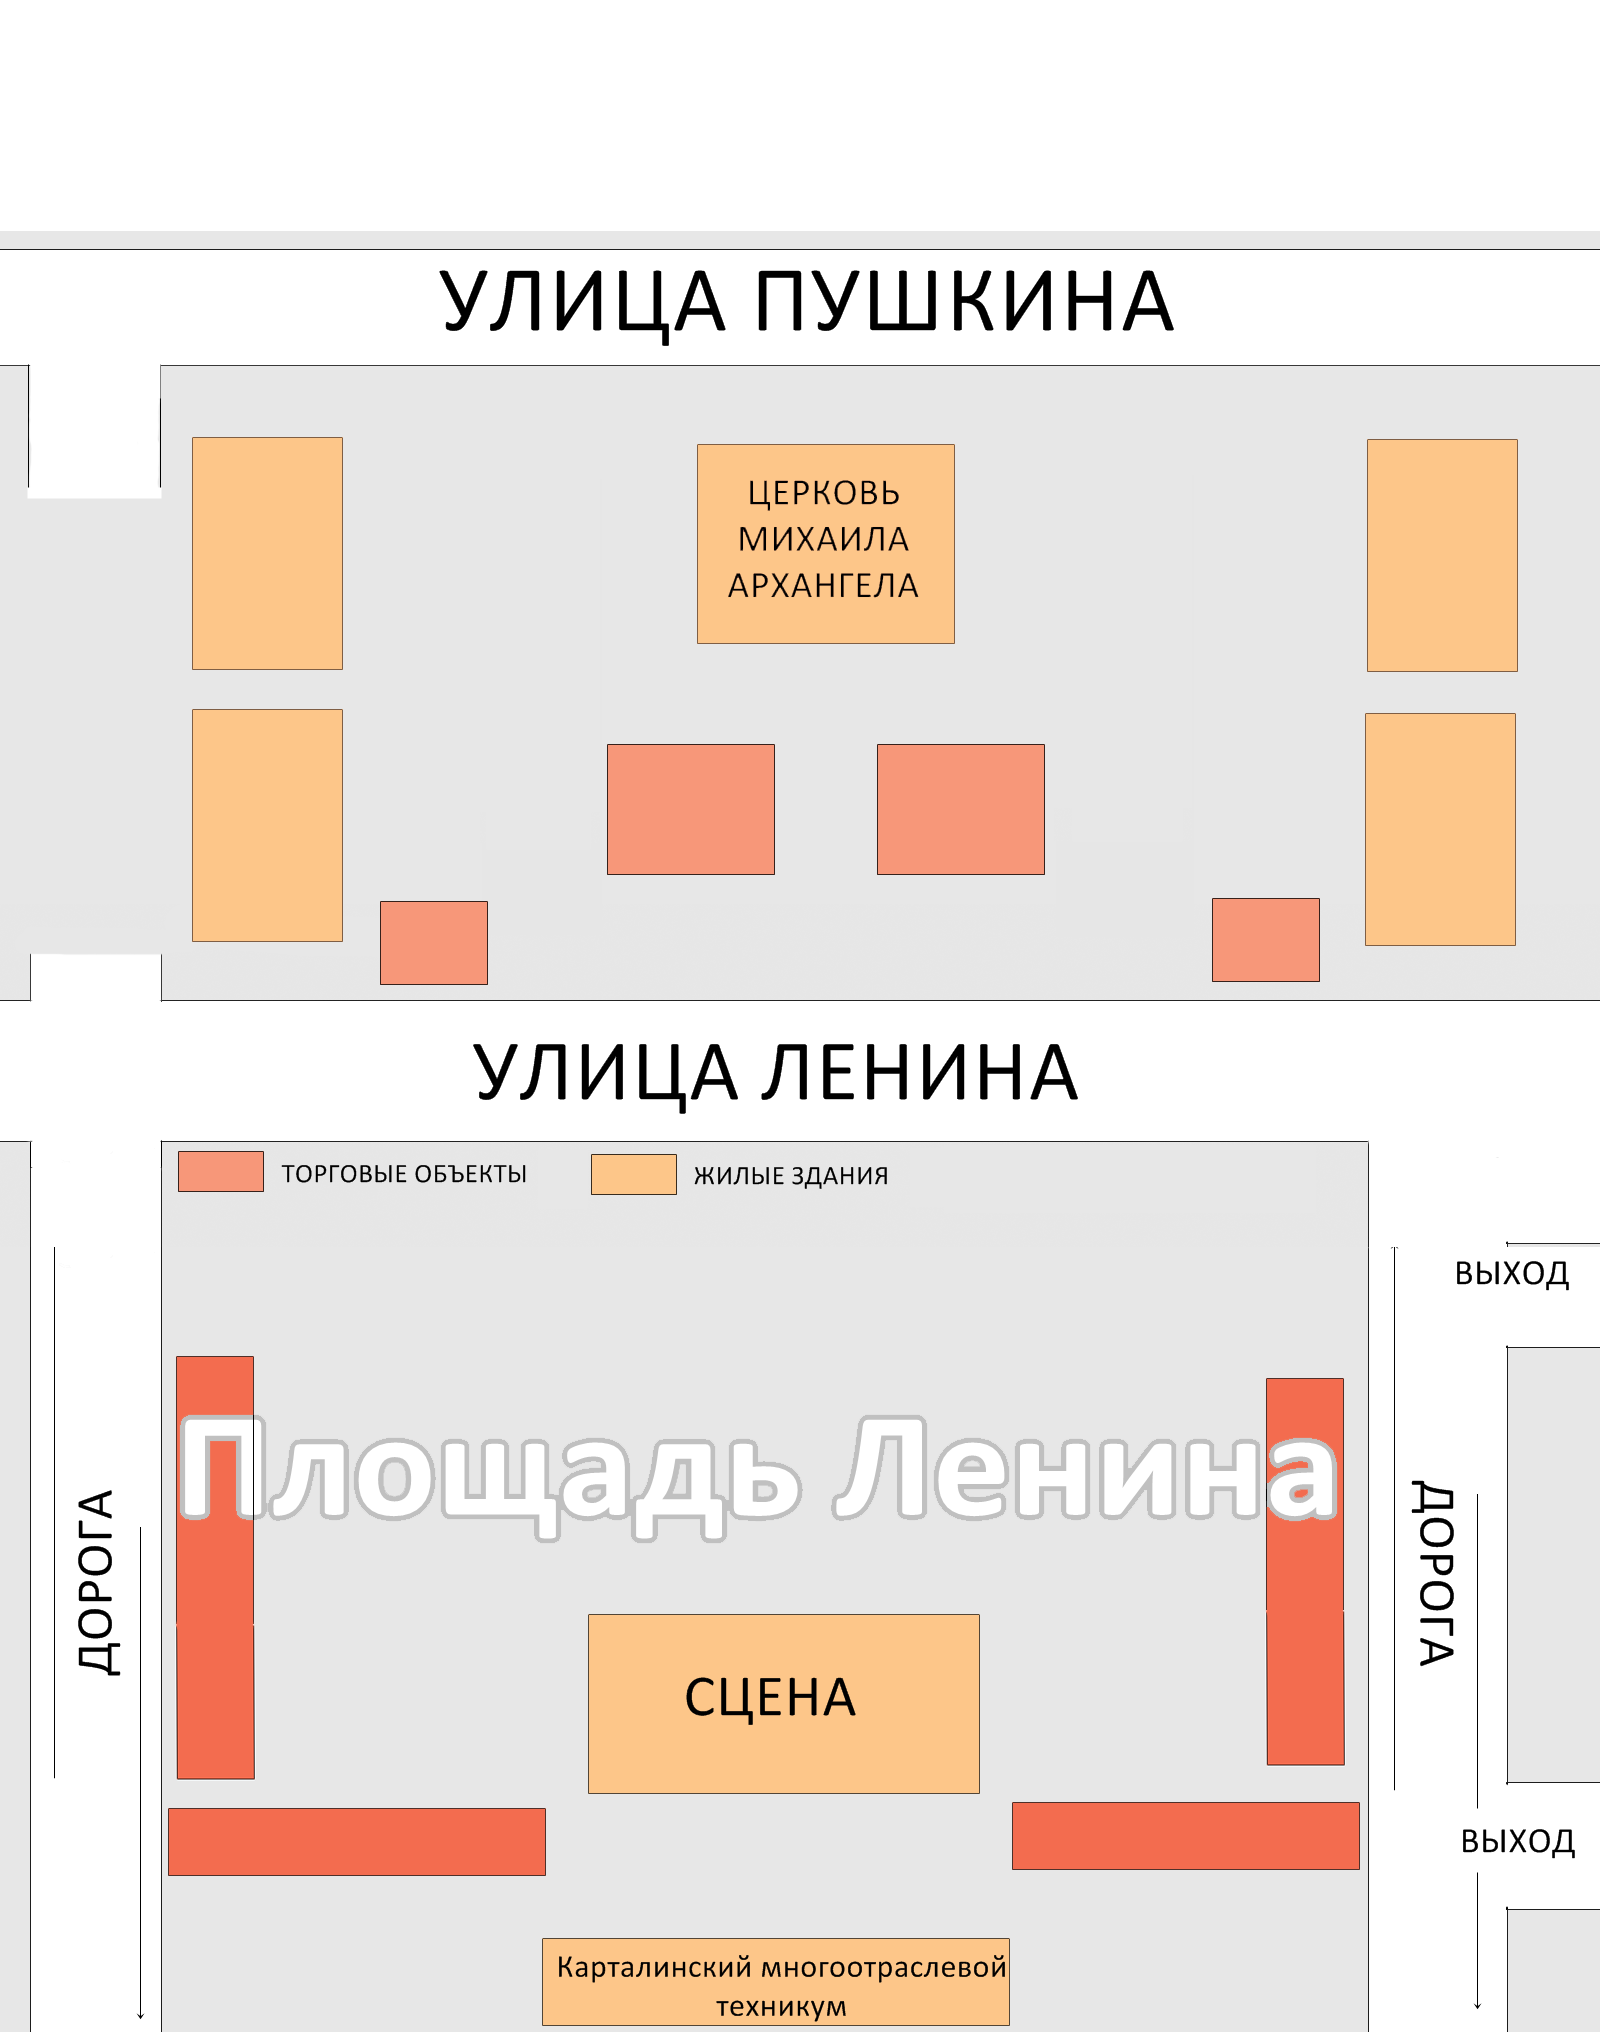 УЛИЦА ПУШКИНА
ЦЕРКОВЬ
МИХАИЛА
АРХАНГЕЛА
УЛИЦА ЛЕНИНА
ТОРГОВЫЕ ОБЪЕКТЫ
ЖИЛЫЕ ЗДАНИЯ
ВЫХОД
Площадь Ленина
ДОРОГА
ДОРОГА
СЦЕНА
ВЫХОД
Карталинский многоотраслевой
техникум